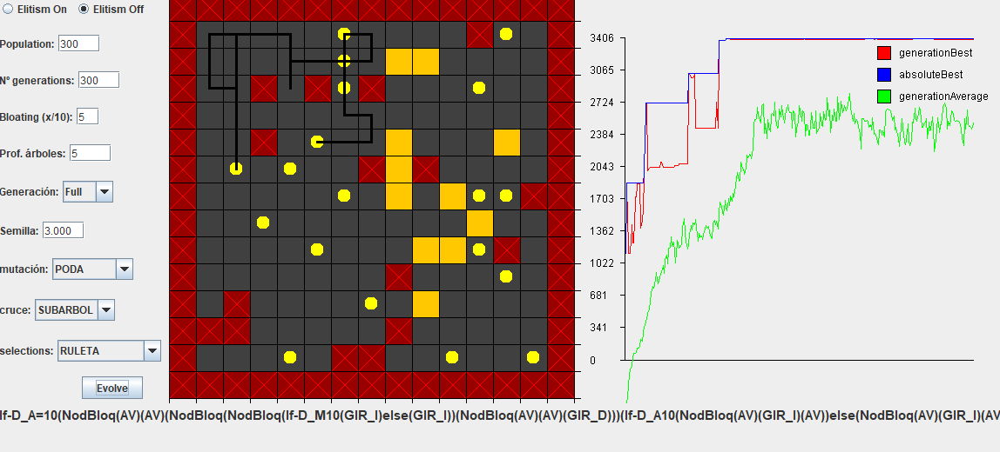 Elitism On Elitism Off
Population: 300
Nº generations: 300
Bloating (x/10): 5
Prof. árboles: 5
Generación: Full
Semilla: 3.000
mutación: PODA
cruce: SUBARBOL
selections: RULETA
Evolve
3406
3065
2724
2384
2043
1703
1362
1022
681
341
0
generationBest
absoluteBest
generationAverage
If-D_A=10(NodBloq(AV)(AV)(NodBloq(NodBloq(If-D_M10(GIR_I)else(GIR_I))(NodBloq(AV)(AV)(GIR_D)))(If-D_A10(NodBloq(AV)(GIR_I)(AV))else(NodBloq(AV)(GIR_I)(AV